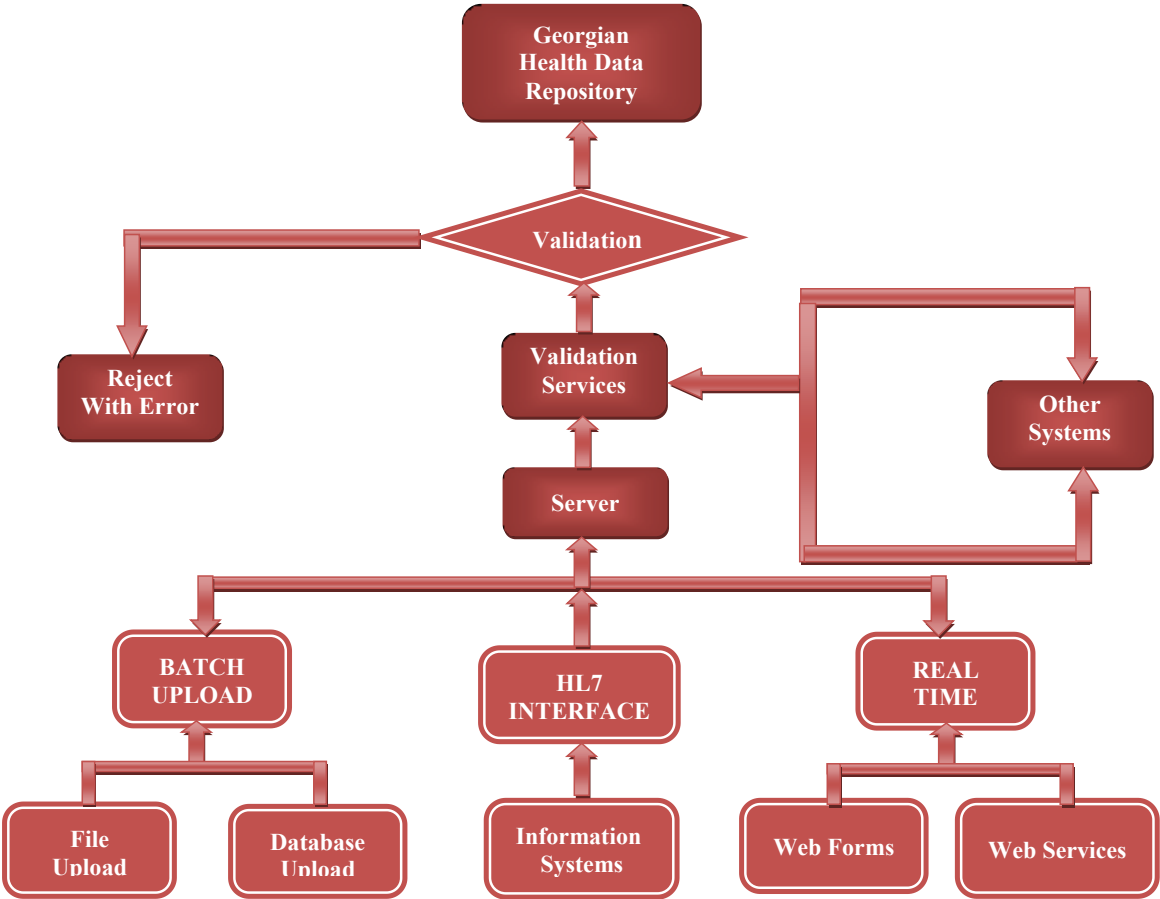 Georgian
Health Data
Repository
Validation
Validation
Services
Reject
With Error
Other
Systems
Server
BATCH
UPLOAD
HL7
INTERFACE
REAL
TIME
File
Upload
Database
Upload
Information
Systems
Web Forms
Web Services